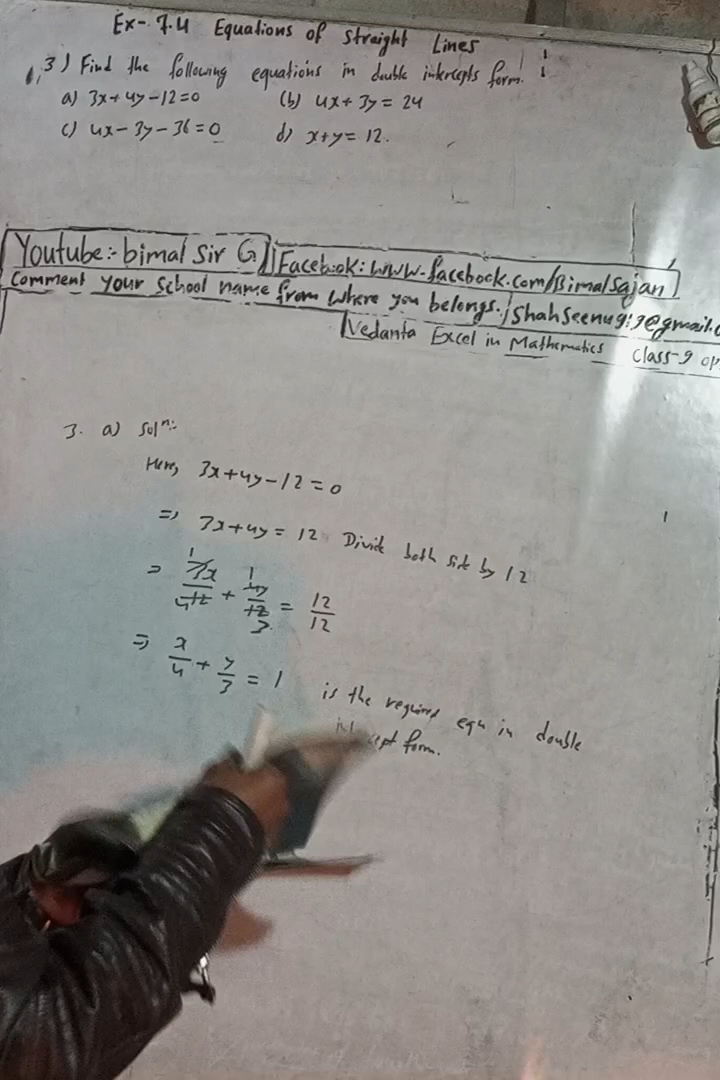 Ex- 7.4 Equations of Straight Lines
3) Find the following equations in double intercepts form.
a) 3x+4y-12=0 (b) 4x+3y=24
c) 4x-3y-36=0 d) x+y=12.
Youtube:- bimal Sir G Facebook: www.facebook.com/Bimalsajan
Comment your School name from where you belongs.
Vedanta Excel in Mathematics Class-9
3. a) Solⁿ:-
Here, 3x+4y-12=0
⇒ 3x+4y=12 Divide both side by 12
⇒ 3x/12 + 4y/12 = 12/12
⇒ x/4 + y/3 = 1 is the required equ in double
form.